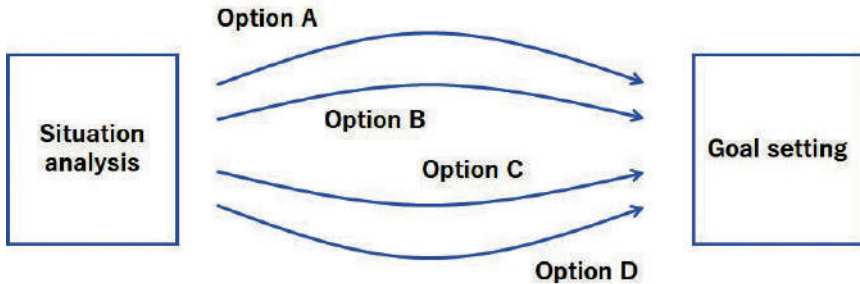 Option A
Situation
analysis
Option B
Option C
Option D
Goal setting